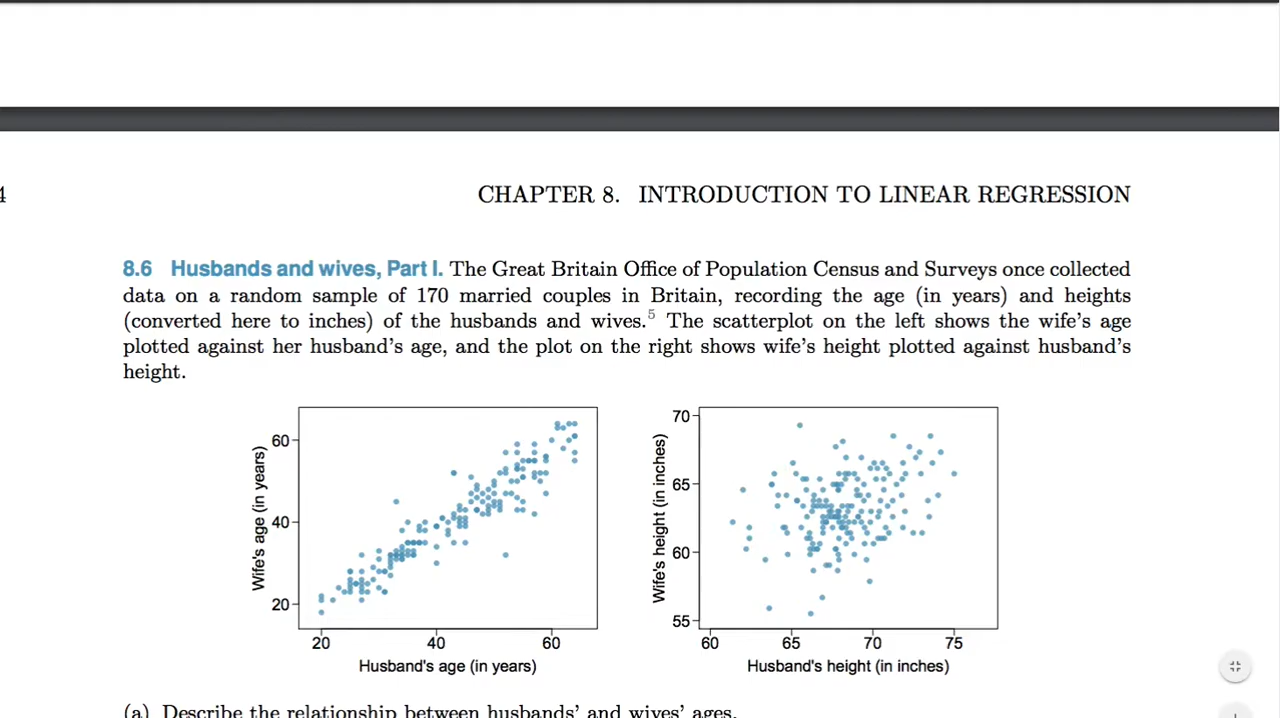 4
CHAPTER 8. INTRODUCTION TO LINEAR REGRESSION
8.6 Husbands and wives, Part I. The Great Britain Office of Population Census and Surveys once collected
data on a random sample of 170 married couples in Britain, recording the age (in years) and heights
(converted here to inches) of the husbands and wives.5 The scatterplot on the left shows the wife's age
plotted against her husband's age, and the plot on the right shows wife's height plotted against husband's
height.
Wife's age (in years)
60
40
20
20 40 60
Husband's age (in years)
Wife's height (in inches)
70
65
60
55
60 65 70 75
Husband's height (in inches)
(a) Describe the relationship between husbands' and wives' ages.